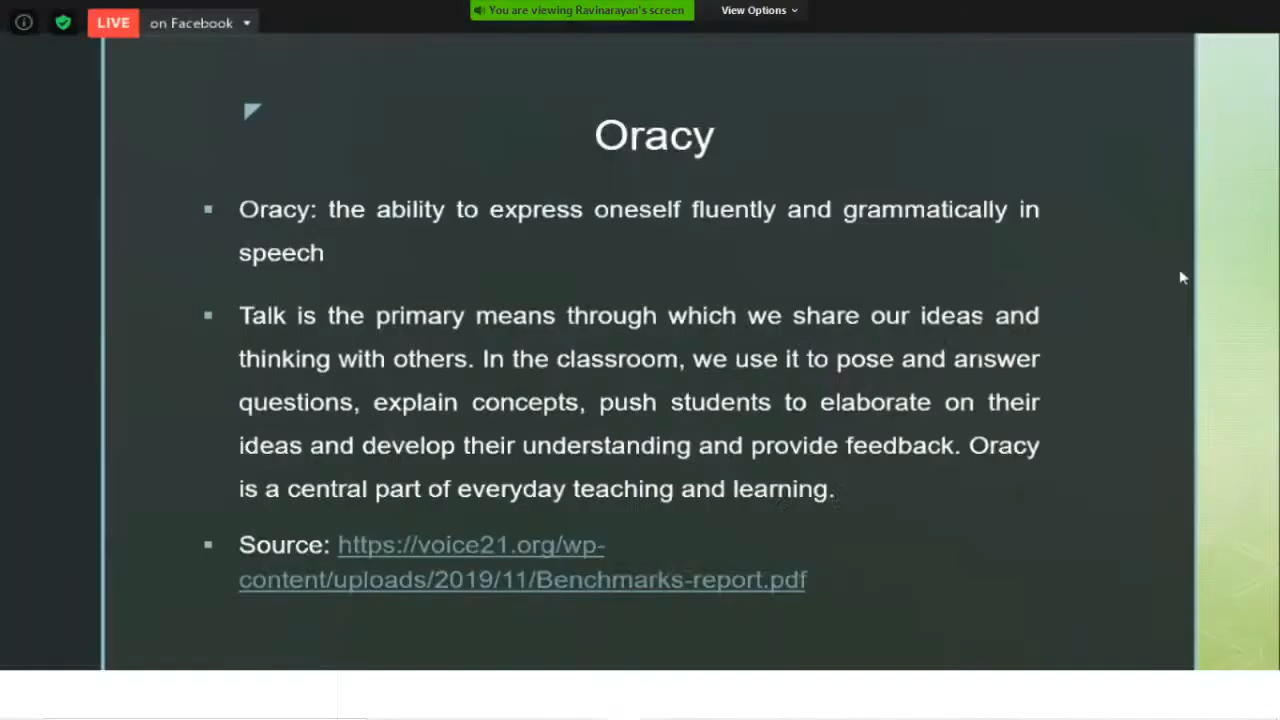 LIVE on Facebook
You are viewing Ravinarayan's screen
View Options
Oracy
Oracy: the ability to express oneself fluently and grammatically in
speech
Talk is the primary means through which we share our ideas and
thinking with others. In the classroom, we use it to pose and answer
questions, explain concepts, push students to elaborate on their
ideas and develop their understanding and provide feedback. Oracy
is a central part of everyday teaching and learning.
Source: https://voice21.org/wp-
content/uploads/2019/11/Benchmarks-report.pdf